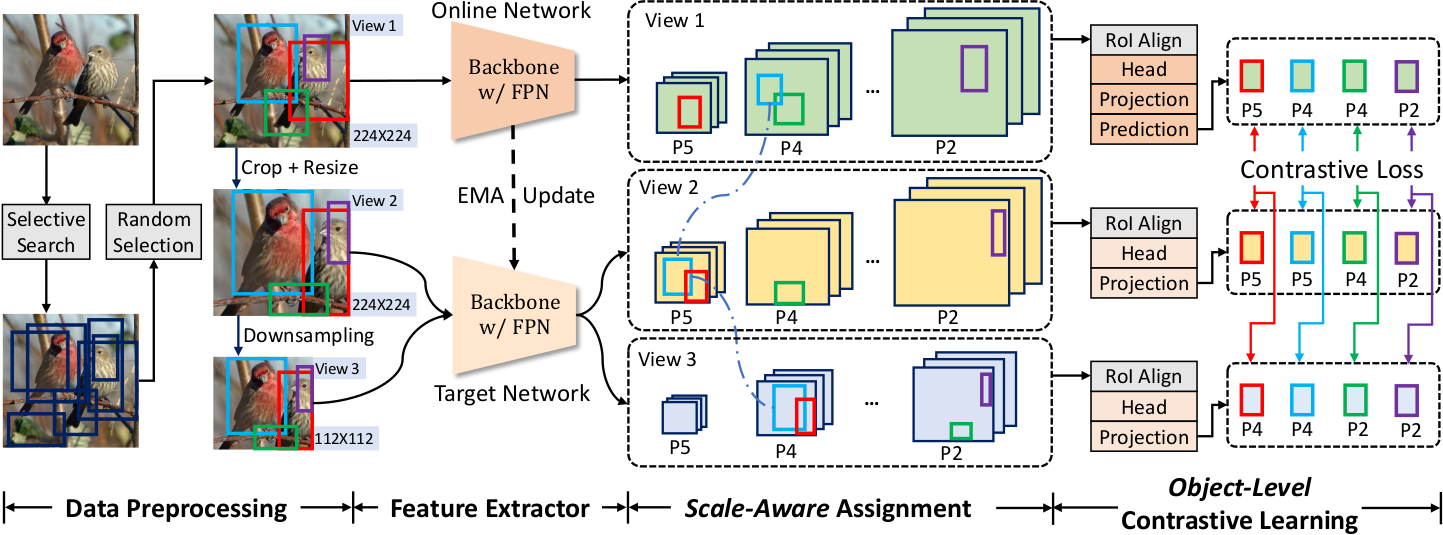 Online Network
View 1
224X224
Crop + Resize
View 2
224X224
Downsampling
View 3
112X112
Selective
Search
Random
Selection
Backbone
w/ FPN
EMA Update
Backbone
w/ FPN
Target Network
View 1
P5
P4
...
P2
View 2
P5
P4
...
P2
View 3
P5
P4
...
P2
RoI Align
Head
Projection
Prediction
P5 P4 P4 P2
Contrastive Loss
RoI Align
Head
Projection
P5 P5 P4 P2
RoI Align
Head
Projection
P4 P4 P2 P2
Data Preprocessing
Feature Extractor
Scale-Aware Assignment
Object-Level
Contrastive Learning